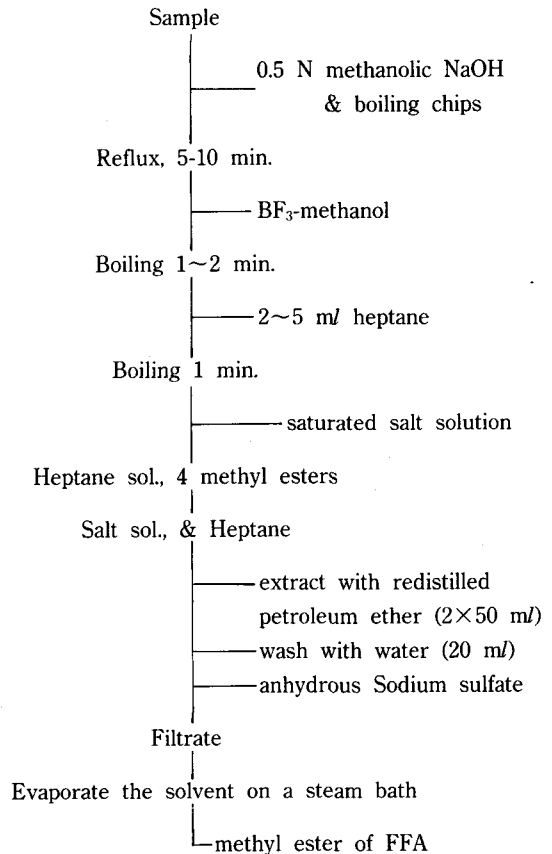 Sample
0.5 N methanolic NaOH
& boiling chips
Reflux, 5-10 min.
BF₃-methanol
Boiling 1~2 min.
2~5 ml heptane
Boiling 1 min.
saturated salt solution
Heptane sol., 4 methyl esters
Salt sol., & Heptane
extract with redistilled
petroleum ether (2×50 ml)
wash with water (20 ml)
anhydrous Sodium sulfate
Filtrate
Evaporate the solvent on a steam bath
methyl ester of FFA